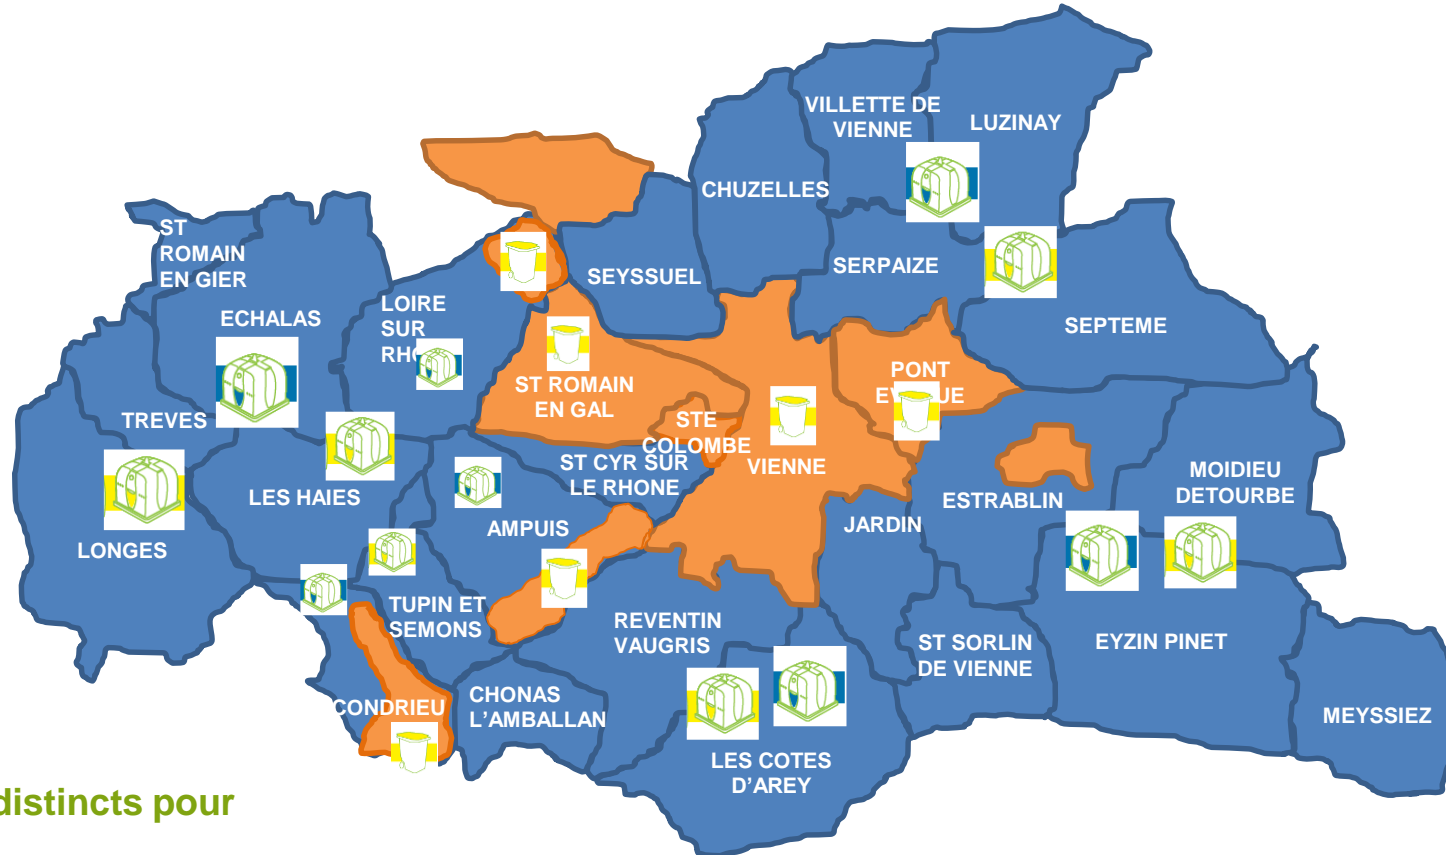 VILLETTE DE
VIENNE
LUZINAY
CHUZELLES
ST
ROMAIN
EN GIER
SEYSSUEL
SERPAIZE
ECHALAS
LOIRE
SUR
SEPTEME
ST ROMAIN
EN GAL
PONT
TREVES
STE
COLOMBE
VIENNE
ST CYR SUR
LE RHONE
LES HAIES
MOIDIEU
DETOURBE
ESTRABLIN
JARDIN
AMPUIS
LONGES
TUPIN ET
SEMONS
REVENTIN
VAUGRIS
ST SORLIN
DE VIENNE
EYZIN PINET
CONDRIEU
CHONAS
L'AMBALLAN
MEYSSIEZ
LES COTES
D'AREY
distincts pour